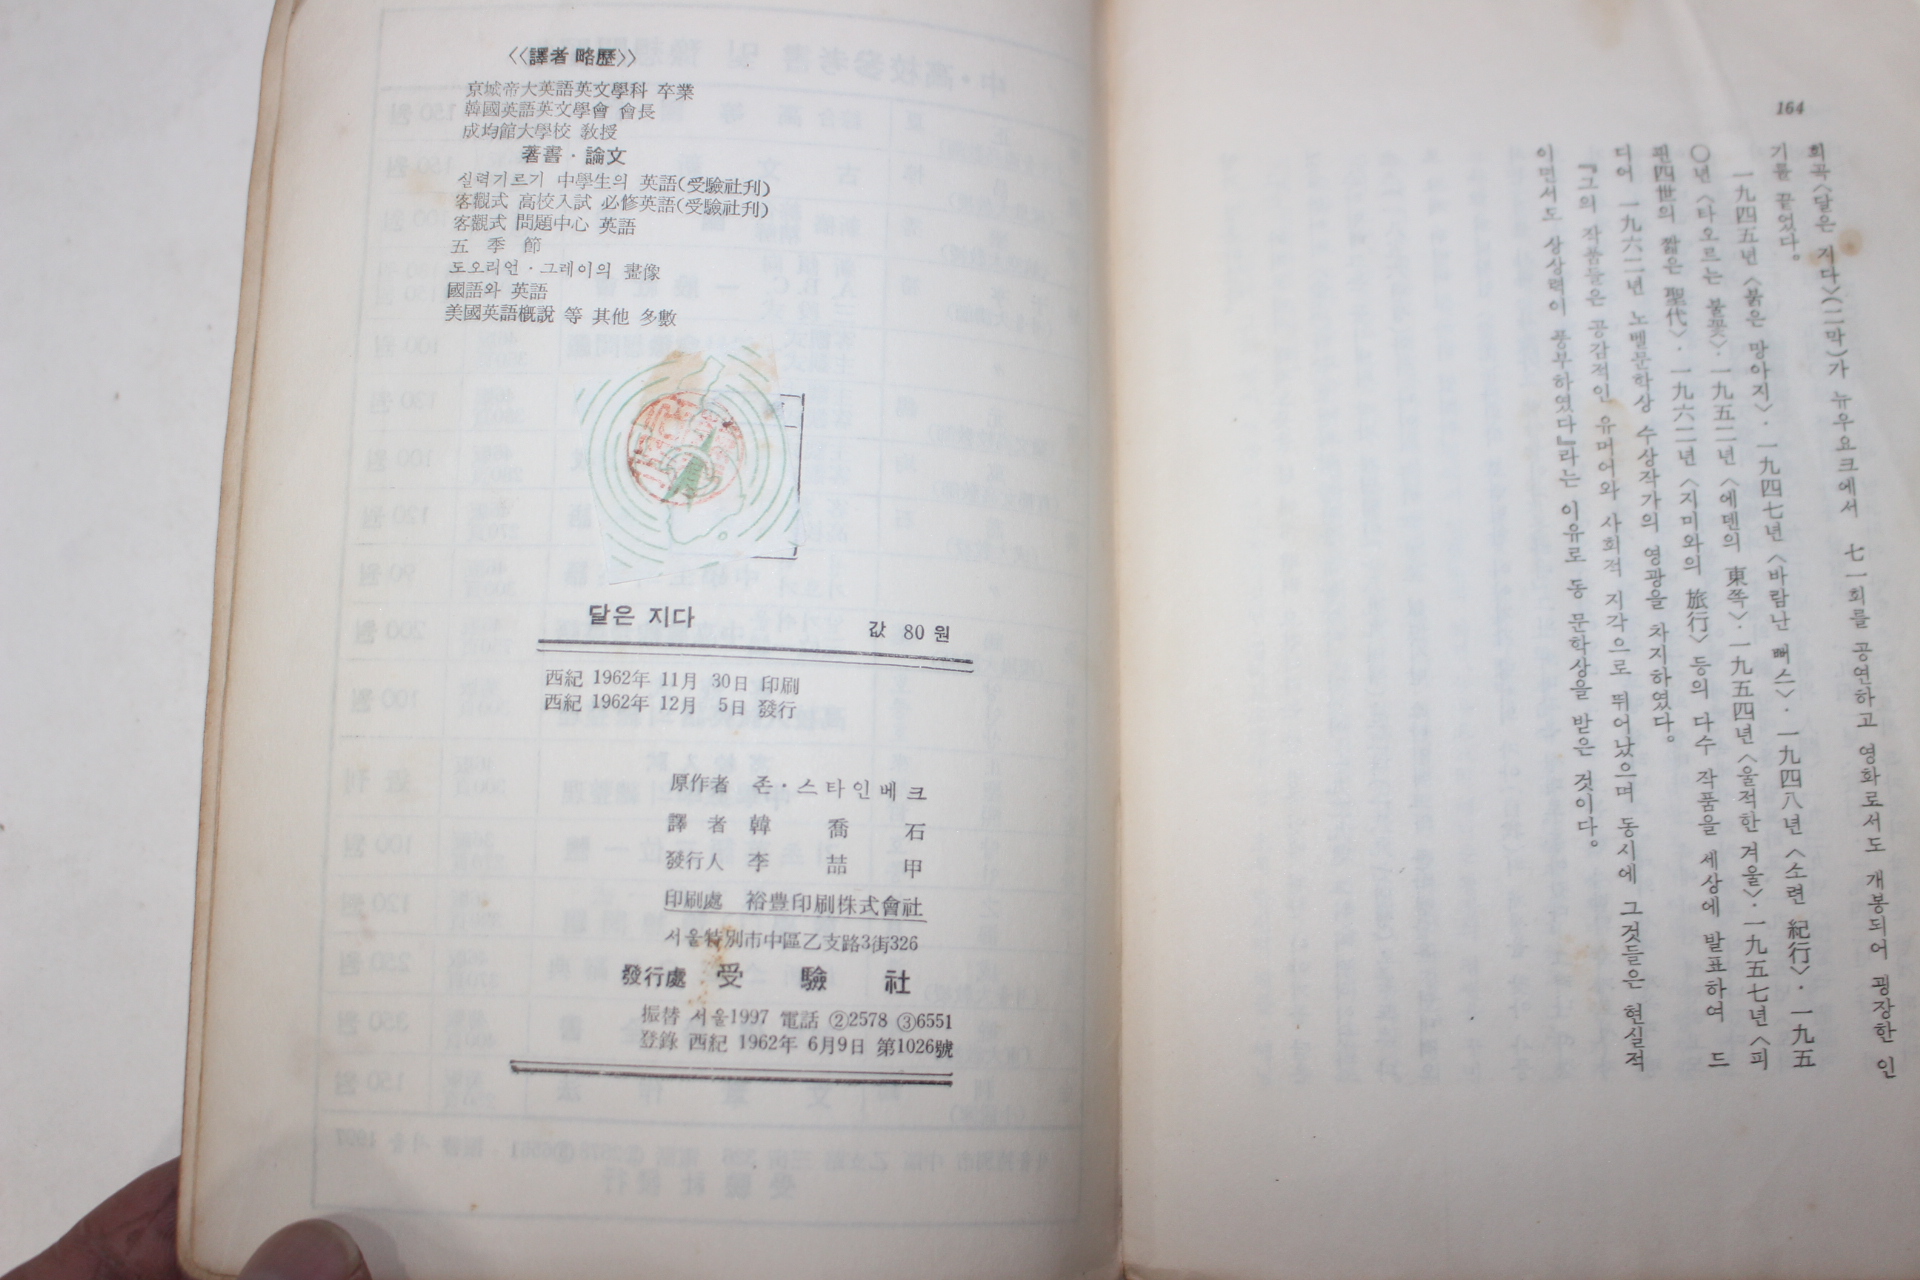 《譯者 略歷》
京城帝大英語英文學科 卒業
韓國英語英文學會 會長
成均館大學校 敎授
著書·論文
실력기르기 中學生의 英語(受驗社刊)
客觀式 高校入試 必修英語(受驗社刊)
客觀式 問題中心 英語
五 季 節
도오리언·그레이의 畫像
國語와 英語
美國英語槪說 等 其他 多數
달은 지다
값 80 원
西紀 1962年 11月 30日 印刷
西紀 1962年 12月 5日 發行
原作者 존·스타인베크
譯者 韓喬石
發行人 李喆甲
印刷處 裕豊印刷株式會社
서울特別市中區乙支路3街326
發行處 受驗社
振替 서울1997 電話 ②2578 ③6551
登錄 西紀 1962年 6月9日 第1026號
164
희곡〈달은 지다〉(二막)가 뉴우요크에서 七一회를 공연하고 영화로서도 개봉되어 굉장한 인
기를 끝었다.
一九四五년〈붉은 망아지〉·一九四七년〈바람난 뻐스〉·一九四八년〈소련 紀行〉·一九五
○년〈타오르는 불꽃〉·一九五二년〈에덴의 東쪽〉·一九五四년〈울적한 겨울〉·一九五七년〈피
핀四世의 짧은 聖代〉·一九六二년〈지미와의 旅行〉등의 다수 작품을 세상에 발표하여 드
디어 一九六二년 노벨문학상 수상작가의 영광을 차지하였다.
『그의 작품들은 공감적인 유머어와 사회적 지각으로 뛰어났으며 동시에 그것들은 현실적
이면서도 상상력이 풍부하였다』라는 이유로 동 문학상을 받은 것이다.